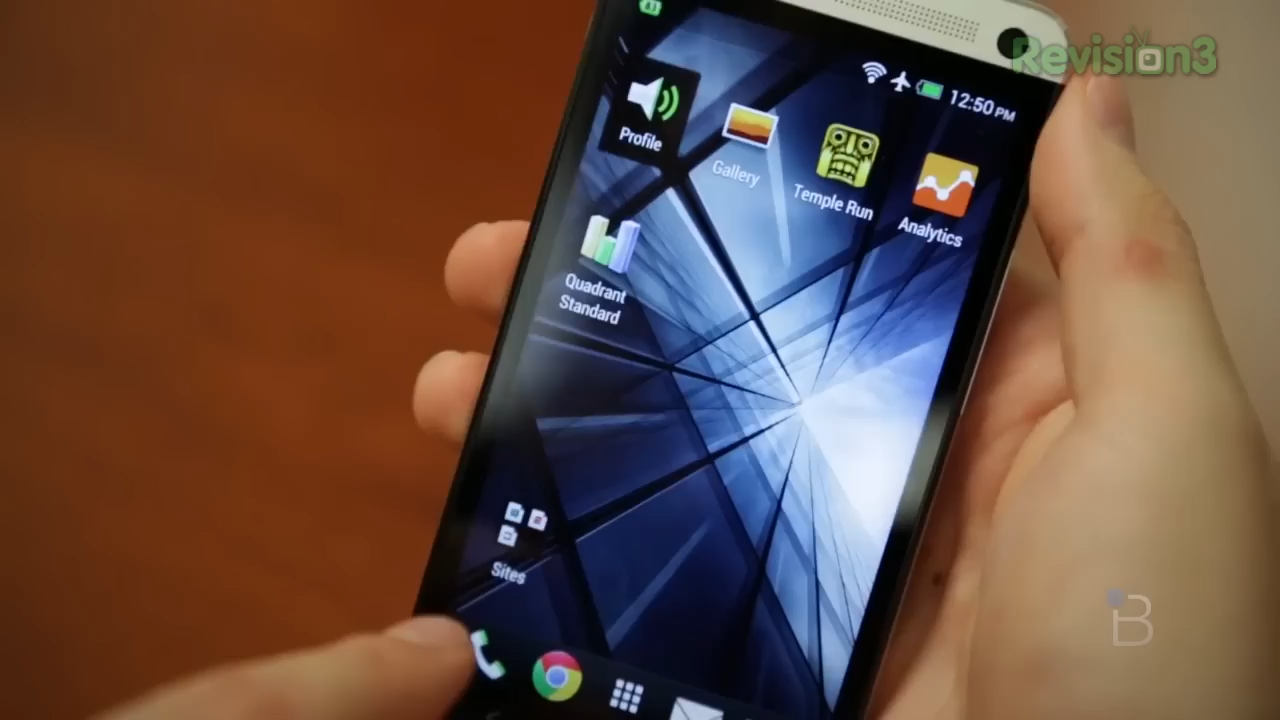 Revision3
12:50 PM
Profile
Gallery
Temple Run
Analytics
Quadrant
Standard
Sites
B